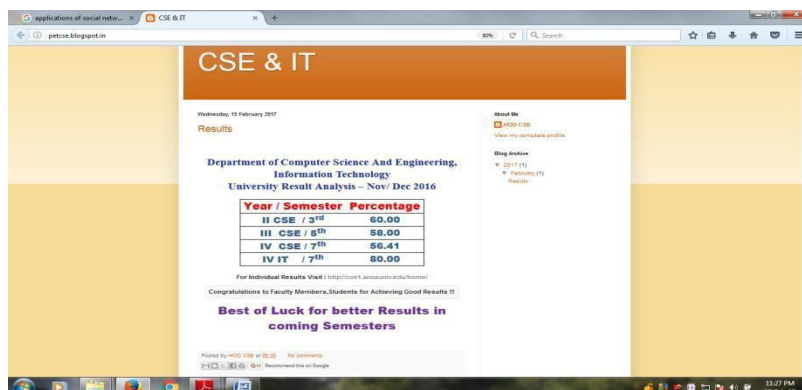 applications of social netw...
CSE & IT
petcse.blogspot.in
80%
Search
CSE & IT
Wednesday, 15 February 2017
Results
Department of Computer Science And Engineering,
Information Technology
University Result Analysis – Nov/ Dec 2016
Year / Semester Percentage
II CSE / 3rd 60.00
III CSE / 5th 58.00
IV CSE / 7th 56.41
IV IT / 7th 80.00
For Individual Results Visit : http://coe1.annauniv.edu/home/
Congratulations to Faculty Members,Students for Achieving Good Results !!!
Best of Luck for better Results in
coming Semesters
Posted by HOD CSE at No comments:
Recommend this on Google
About Me
HOD CSE
View my complete profile
Blog Archive
▼ 2017 (1)
▼ February (1)
Results
11:27 PM